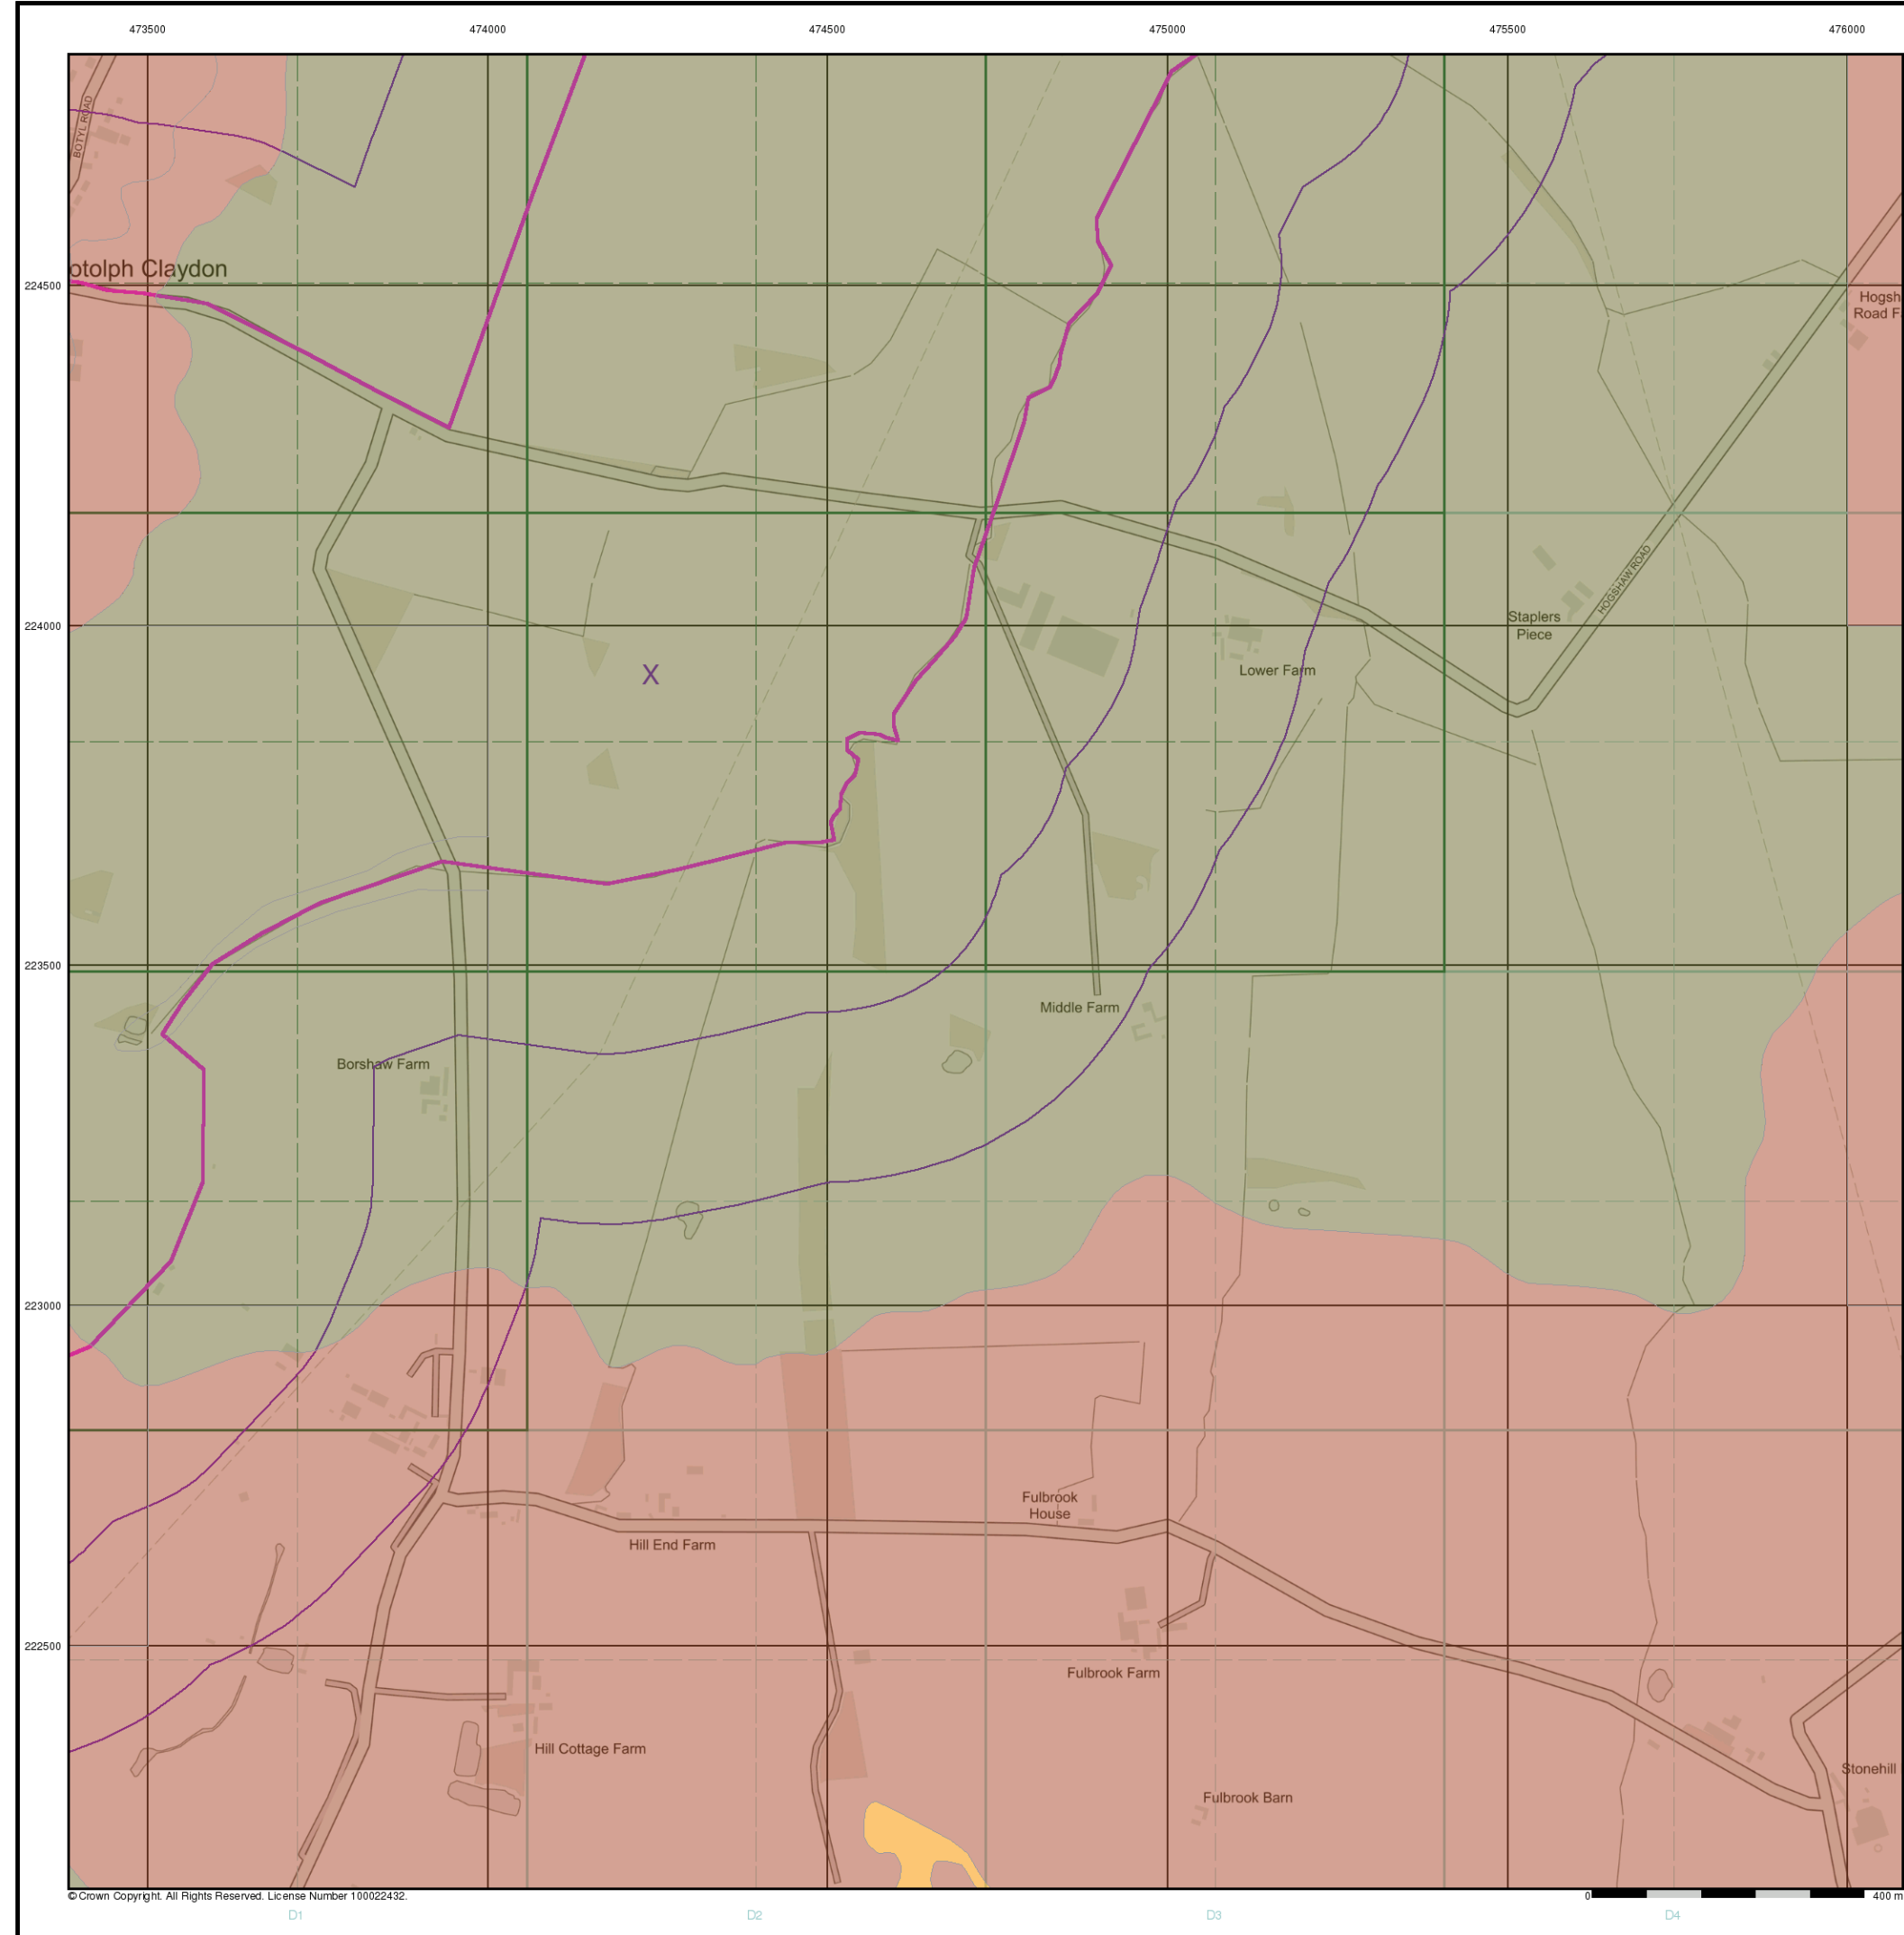 473500
474000
474500
475000
475500
476000
BOTYL ROAD
otolph Claydon
224500
Hogsh
Road F
HOGSHAW ROAD
224000
Staplers
Piece
X
Lower Farm
223500
Middle Farm
Borshaw Farm
223000
Fulbrook
House
Hill End Farm
222500
Fulbrook Farm
Hill Cottage Farm
Stonehill
Fulbrook Barn
© Crown Copyright. All Rights Reserved. License Number 100022432.
0 400 m
D1
D2
D3
D4